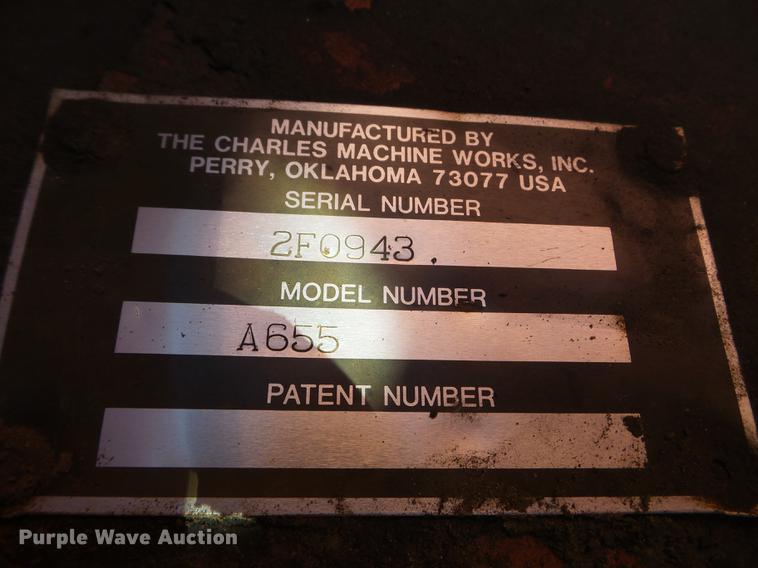 MANUFACTURED BY
THE CHARLES MACHINE WORKS, INC.
PERRY, OKLAHOMA 73077 USA
SERIAL NUMBER
2F0943
MODEL NUMBER
A655
PATENT NUMBER
Purple Wave Auction